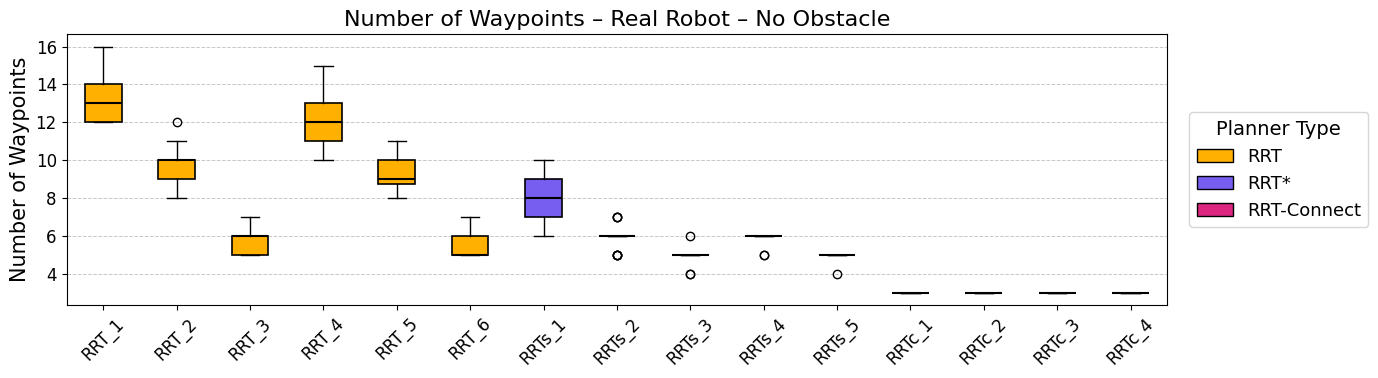 Number of Waypoints – Real Robot – No Obstacle
Number of Waypoints
16
14
12
10
8
6
4
RRT_1
RRT_2
RRT_3
RRT_4
RRT_5
RRT_6
RRTs_1
RRTs_2
RRTs_3
RRTs_4
RRTs_5
RRTc_1
RRTc_2
RRTc_3
RRTc_4
Planner Type
RRT
RRT*
RRT-Connect